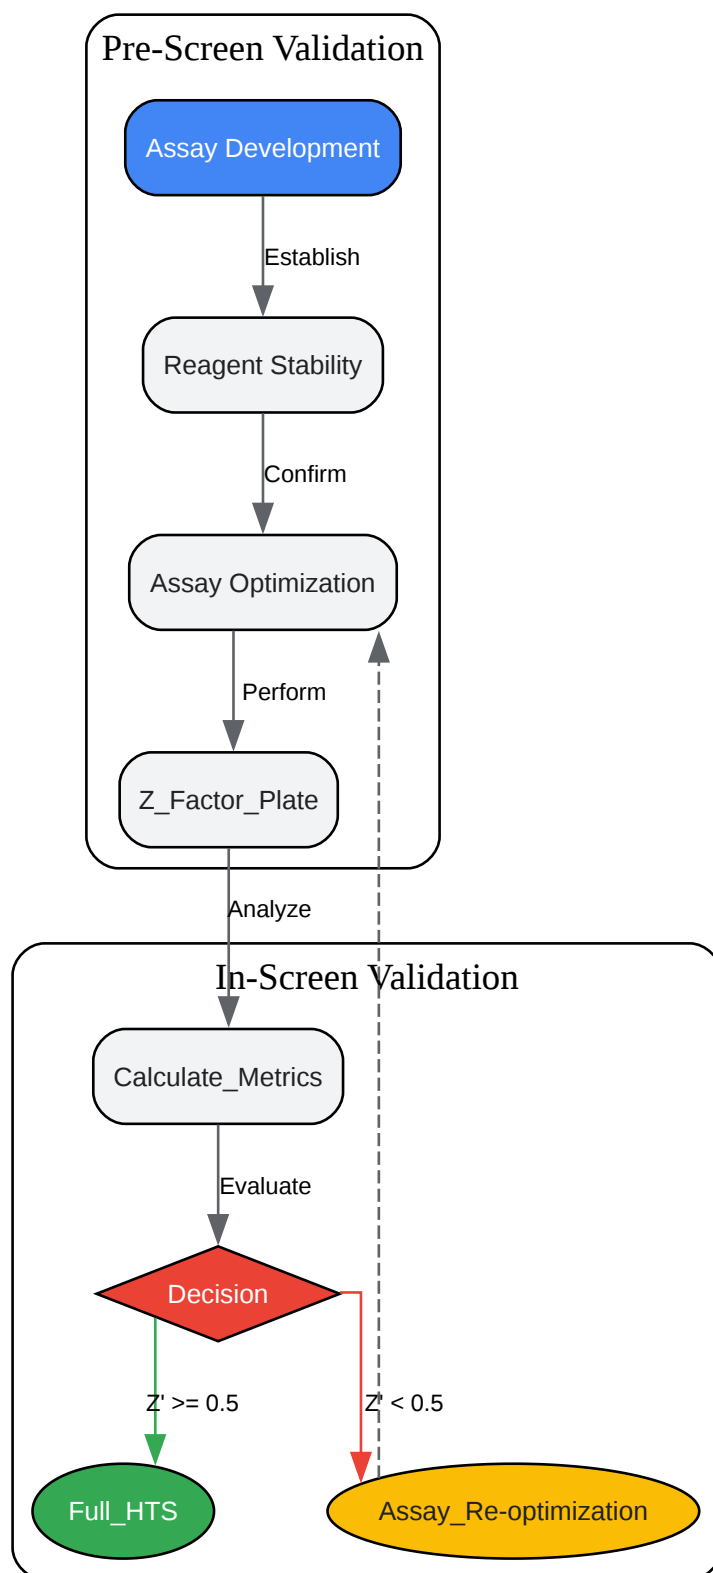 Pre-Screen Validation
Assay Development
Establish
Reagent Stability
Confirm
Assay Optimization
Perform
Z_Factor_Plate
Analyze
In-Screen Validation
Calculate_Metrics
Evaluate
Decision
Z' >= 0.5
Z' < 0.5
Full_HTS
Assay_Re-optimization